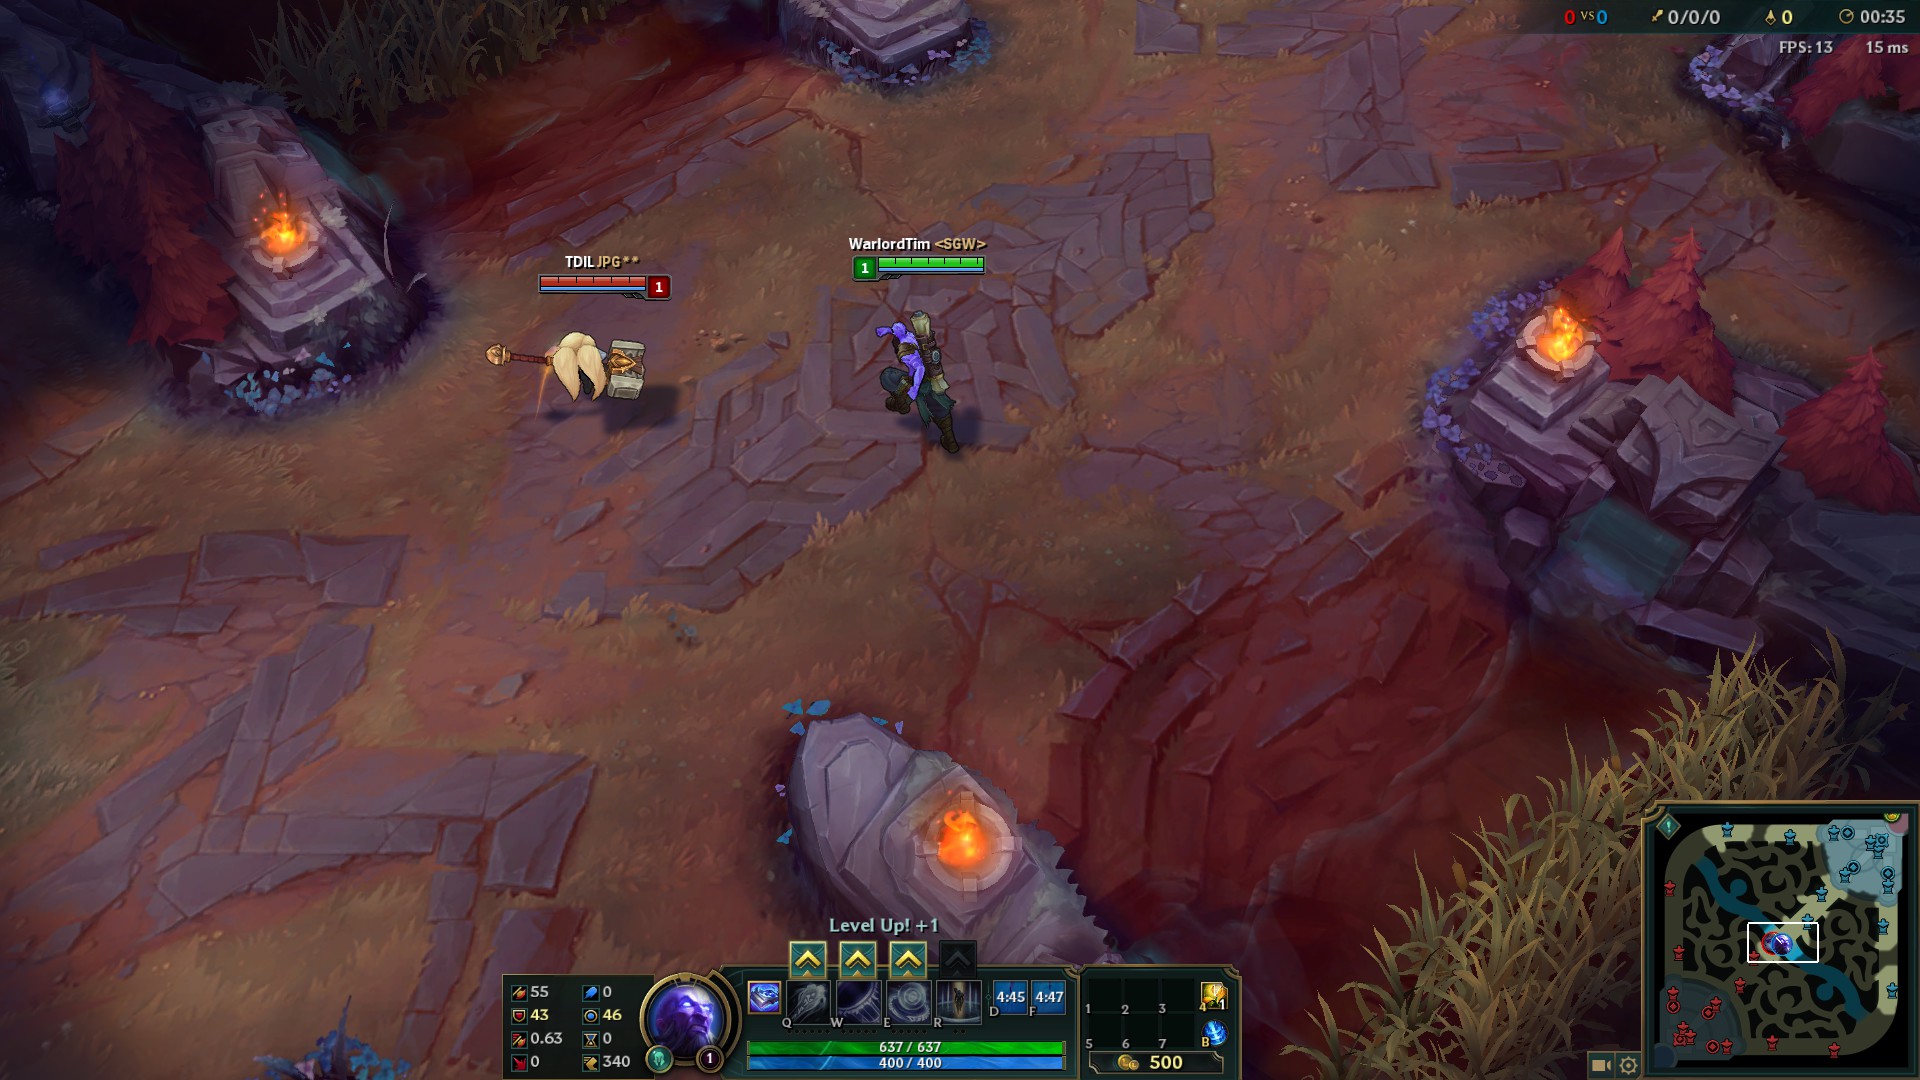 0 vs 0 0/0/0 0 00:35
FPS: 13 15 ms
WarlordTim <SGW>
1
TDIL JPG**
1
Level Up! +1
55 0
43 46
0.63 0
0 340
1
Q W E R
4:45 4:47
D F
637 / 637
400 / 400
1 2 3 4 1
5 6 7 B
500